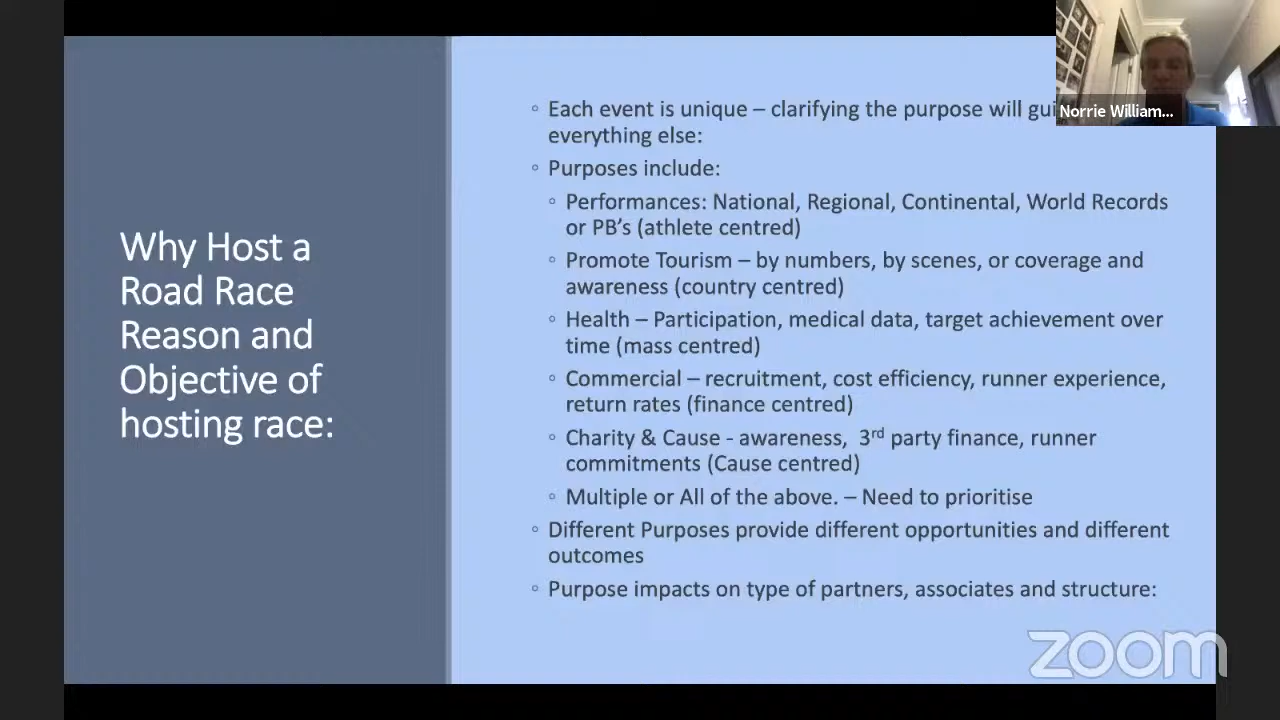 Why Host a
Road Race
Reason and
Objective of
hosting race:
◦ Each event is unique – clarifying the purpose will
everything else:
◦ Purposes include:
◦ Performances: National, Regional, Continental, World Records
or PB’s (athlete centred)
◦ Promote Tourism – by numbers, by scenes, or coverage and
awareness (country centred)
◦ Health – Participation, medical data, target achievement over
time (mass centred)
◦ Commercial – recruitment, cost efficiency, runner experience,
return rates (finance centred)
◦ Charity & Cause - awareness, 3rd party finance, runner
commitments (Cause centred)
◦ Multiple or All of the above. – Need to prioritise
◦ Different Purposes provide different opportunities and different
outcomes
◦ Purpose impacts on type of partners, associates and structure:
Norrie William...
zoom